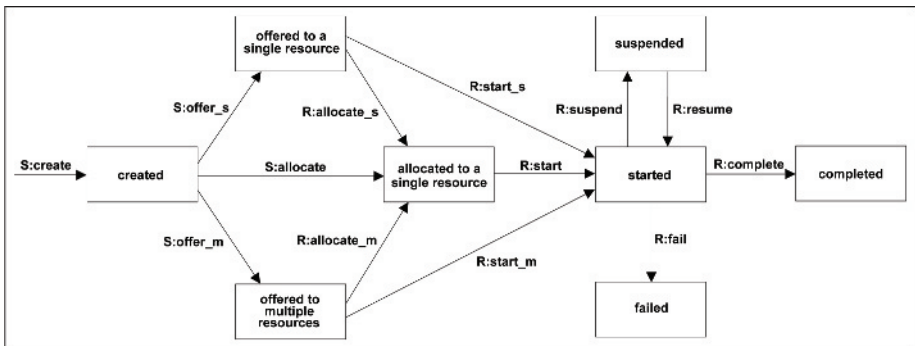 offered to a
single resource
suspended
R:start_s
S:offer_s
R:allocate_s
R:suspend
R:resume
S:create
created
S:allocate
allocated to a
single resource
R:start
started
R:complete
completed
S:offer_m
R:allocate_m
R:start_m
R:fail
offered to
multiple
resources
failed